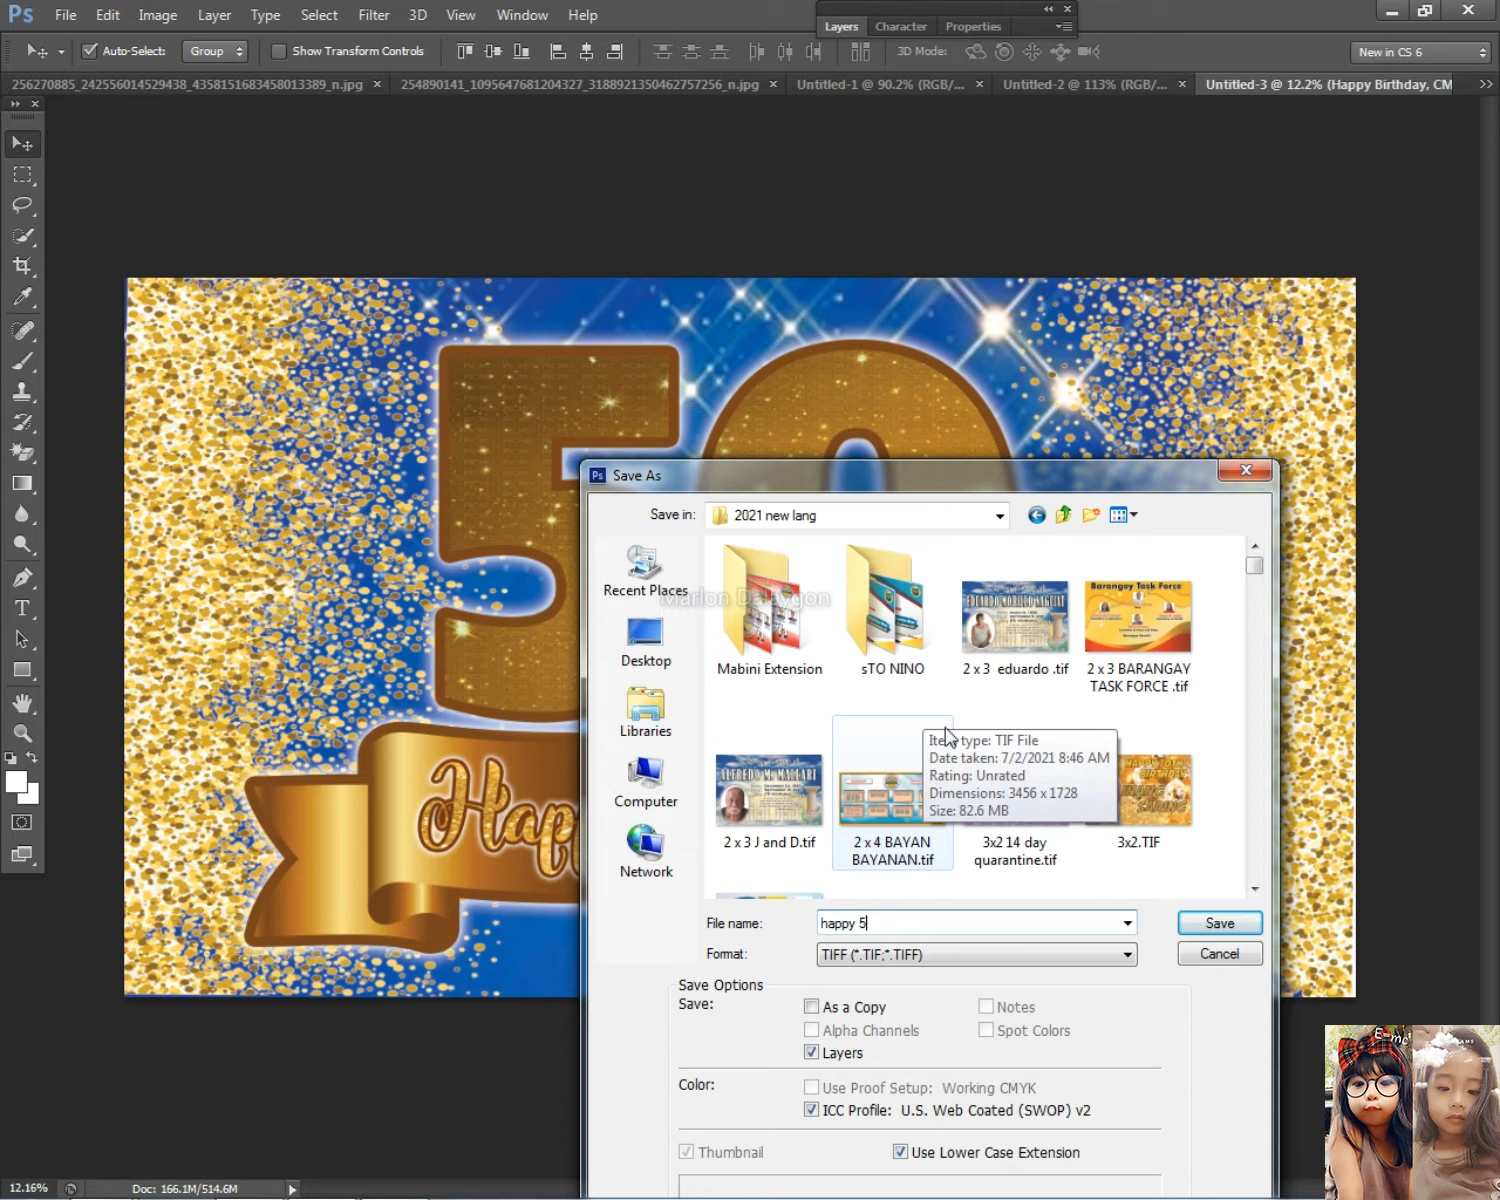 Ps File Edit Image Layer Type Select Filter 3D View Window Help
Layers Character Properties
Auto-Select: Group Show Transform Controls 3D Mode: New in CS 6
256270885_242556014529438_4358151683458013389_n.jpg × 254890141_1095647681204327_3188921350462757256_n.jpg × Untitled-1 @ 90.2% (RGB/... × Untitled-2 @ 113% (RGB/... × Untitled-3 @ 12.2% (Happy Birthday, CM
50
Hap
Ps Save As
Save in: 2021 new lang
Recent Places
Desktop
Libraries
Computer
Network
Marlon Dalaygon
Barangay Task Force
Mabini Extension sTO NINO 2 x 3 eduardo .tif 2 x 3 BARANGAY
TASK FORCE .tif
ALFREDO M. MALLARI
Item type: TIF File
Date taken: 7/2/2021 8:46 AM
Rating: Unrated
Dimensions: 3456 x 1728
Size: 82.6 MB
2 x 3 J and D.tif 2 x 4 BAYAN
BAYANAN.tif 3x2 14 day
quarantine.tif 3x2.TIF
File name: happy 5 Save
Format: TIFF (*.TIF;*.TIFF) Cancel
Save Options
Save: As a Copy Notes
Alpha Channels Spot Colors
Layers
Color: Use Proof Setup: Working CMYK
ICC Profile: U.S. Web Coated (SWOP) v2
Thumbnail Use Lower Case Extension
12.16% Doc: 166.1M/514.6M